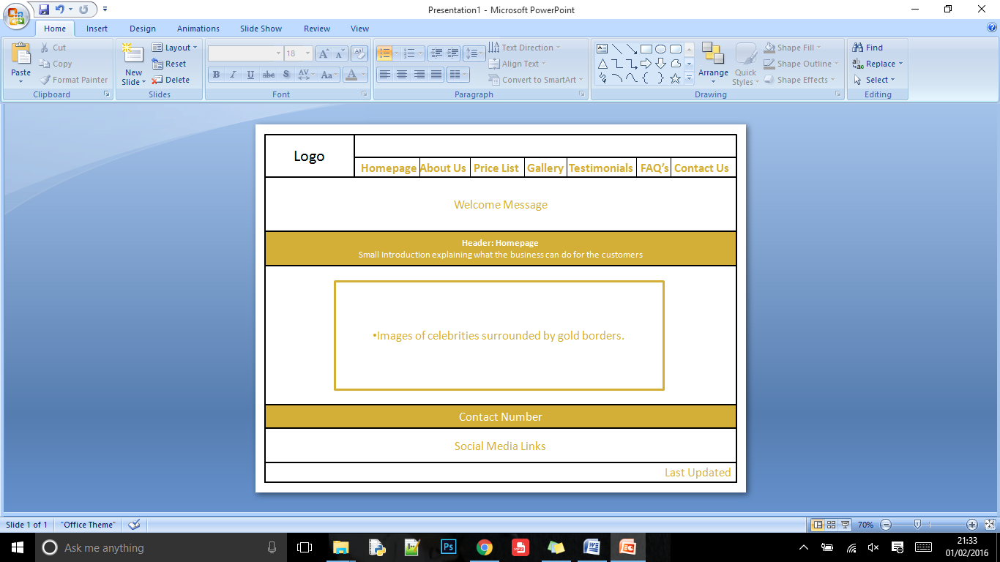 Presentation1 - Microsoft PowerPoint
Home Insert Design Animations Slide Show Review View
Paste
Cut
Copy
Format Painter
Clipboard
New Slide
Layout
Reset
Delete
Slides
18
Font
Text Direction
Align Text
Convert to SmartArt
Paragraph
Arrange
Quick Styles
Shape Fill
Shape Outline
Shape Effects
Drawing
Find
Replace
Select
Editing
Logo
Homepage About Us Price List Gallery Testimonials FAQ's Contact Us
Welcome Message
Header: Homepage
Small Introduction explaining what the business can do for the customers
•Images of celebrities surrounded by gold borders.
Contact Number
Social Media Links
Last Updated
Slide 1 of 1 "Office Theme" 70%
Ask me anything
21:33
01/02/2016